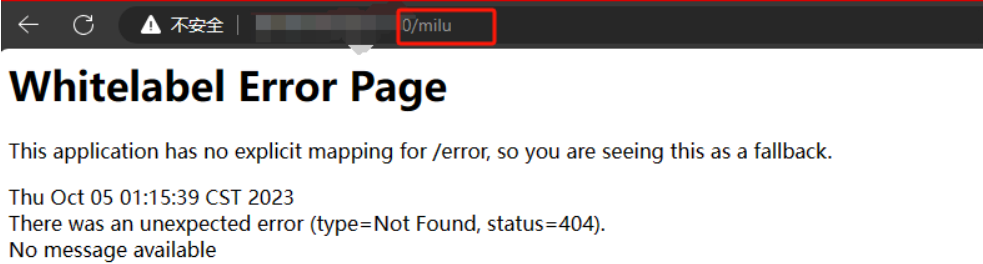 不安全 0/milu
Whitelabel Error Page
This application has no explicit mapping for /error, so you are seeing this as a fallback.
Thu Oct 05 01:15:39 CST 2023
There was an unexpected error (type=Not Found, status=404).
No message available